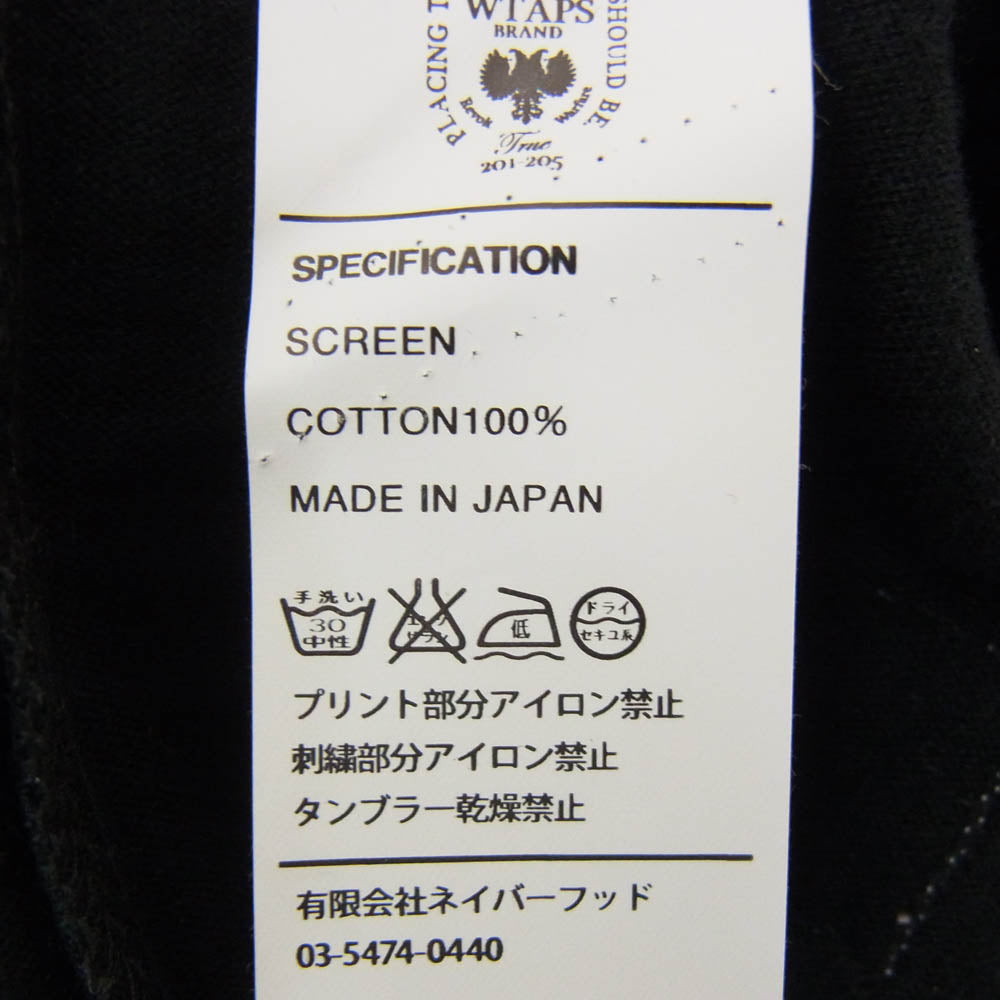 PLACING T
SHOULD BE
WTAPS
BRAND
Revolt Warfare
True
201-205
SPECIFICATION
SCREEN
COTTON100%
MADE IN JAPAN
手洗い
30
中性
低
ドライ
セキユ系
プリント部分アイロン禁止
刺繍部分アイロン禁止
タンブラー乾燥禁止
有限会社ネイバーフッド
03-5474-0440